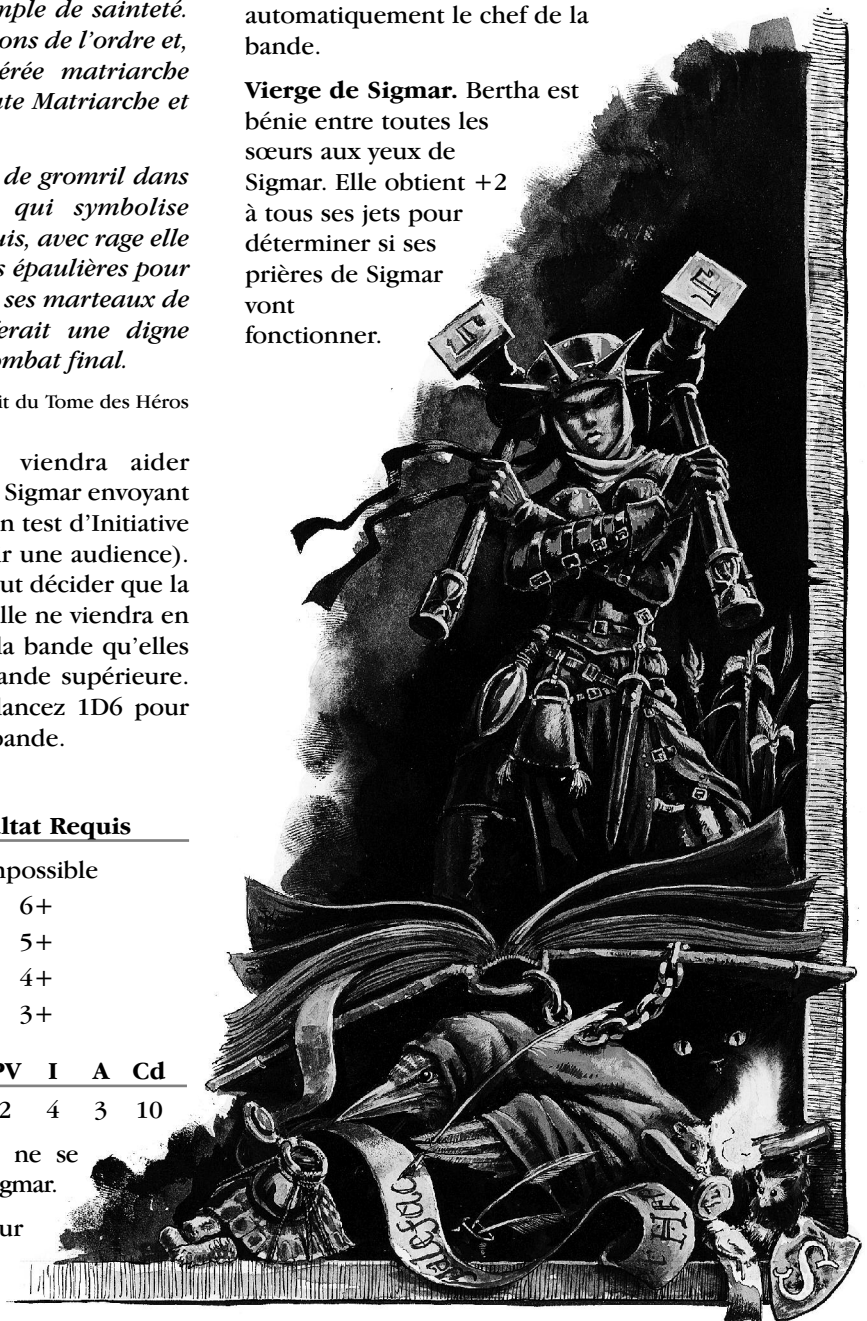 mple de sainteté.
ons de l'ordre et,
érée matriarche
ute Matriarche et
de gromril dans
qui symbolise
uis, avec rage elle
s épaulières pour
ses marteaux de
erait une digne
ombat final.
it du Tome des Héros
viendra aider
Sigmar envoyant
n test d'Initiative
ir une audience).
ut décider que la
lle ne viendra en
la bande qu'elles
ande supérieure.
lancez 1D6 pour
bande.
ltat Requis
mpossible
6+
5+
4+
3+
PV I A Cd
2 4 3 10
ne se
gmar.
ur
automatiquement le chef de la
bande.
Vierge de Sigmar. Bertha est
bénie entre toutes les
sœurs aux yeux de
Sigmar. Elle obtient +2
à tous ses jets pour
déterminer si ses
prières de Sigmar
vont
fonctionner.